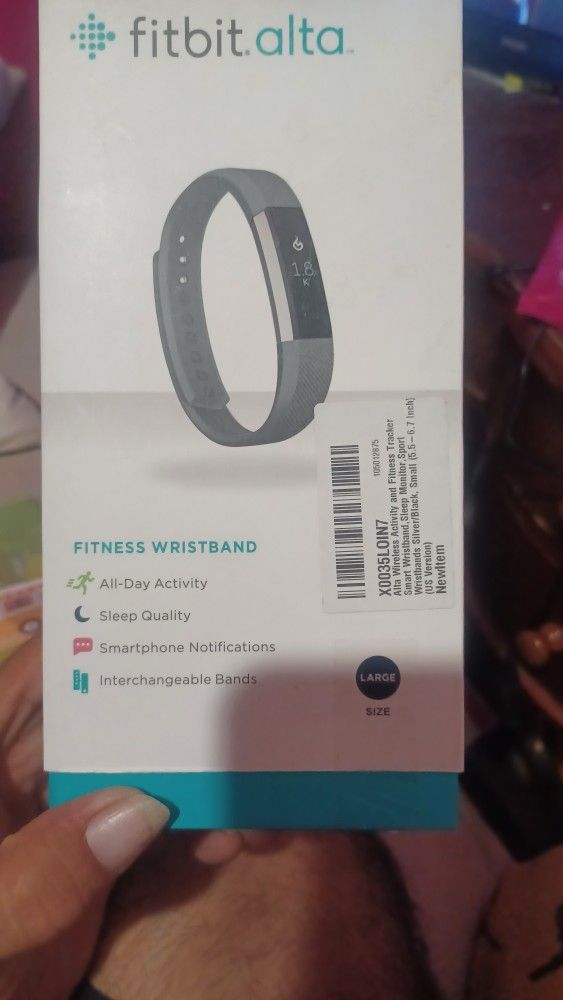 fitbit. alta™
1.8
K
105012875
X0035LOIN7
Alta Wireless Activity and Fitness Tracker
Smart Wristband,Sleep Monitor,Sport
Wristbands Silver/Black, Small (5.5-6.7 Inch)
(US Version)
NewItem
FITNESS WRISTBAND
All-Day Activity
Sleep Quality
Smartphone Notifications
Interchangeable Bands
LARGE
SIZE